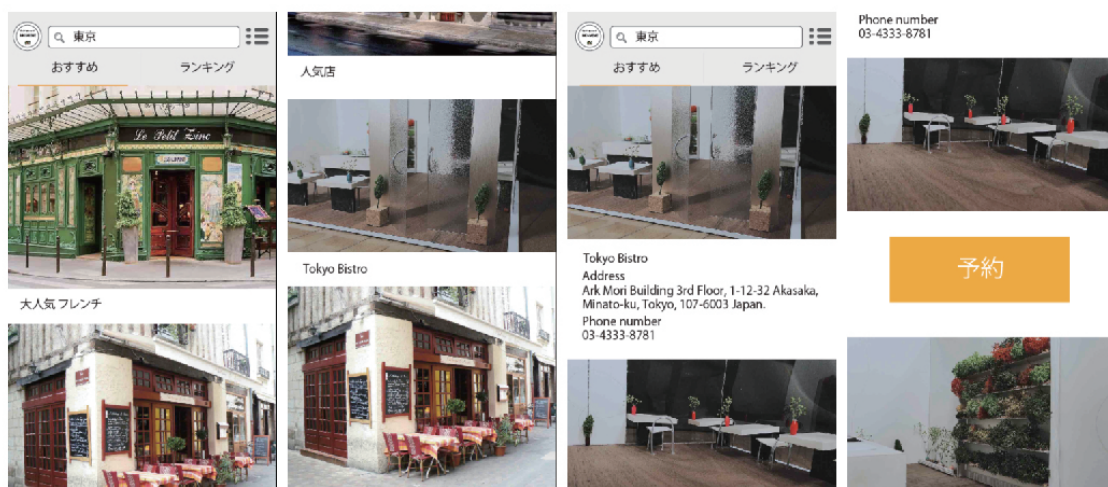 東京
おすすめ
ランキング
Le Petit Zinc
大人気 フレンチ
人気店
Tokyo Bistro
東京
おすすめ
ランキング
Tokyo Bistro
Address
Ark Mori Building 3rd Floor, 1-12-32 Akasaka,
Minato-ku, Tokyo, 107-6003 Japan.
Phone number
03-4333-8781
Phone number
03-4333-8781
予約